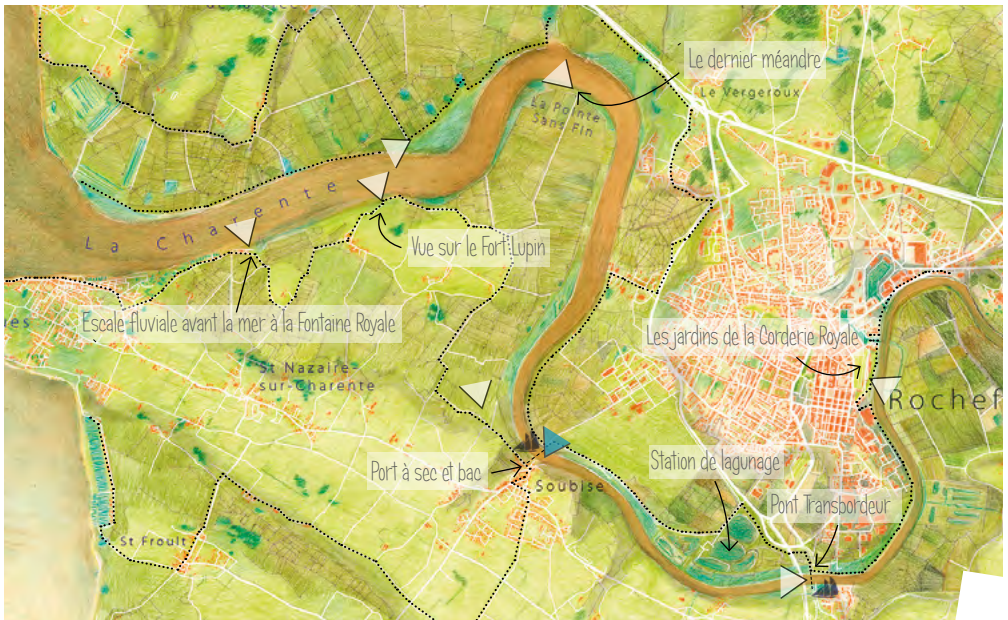 Le dernier méandre
Le Vergeroux
La Pointe
Sans Fin
La Charente
Vue sur le Fort Lupin
Escale fluviale avant la mer à la Fontaine Royale
Les jardins de la Corderie Royale
St Nazaire-
sur-Charente
Rochef
Port à sec et bac
Station de lagunage
Soubise
Pont Transbordeur
St Froult